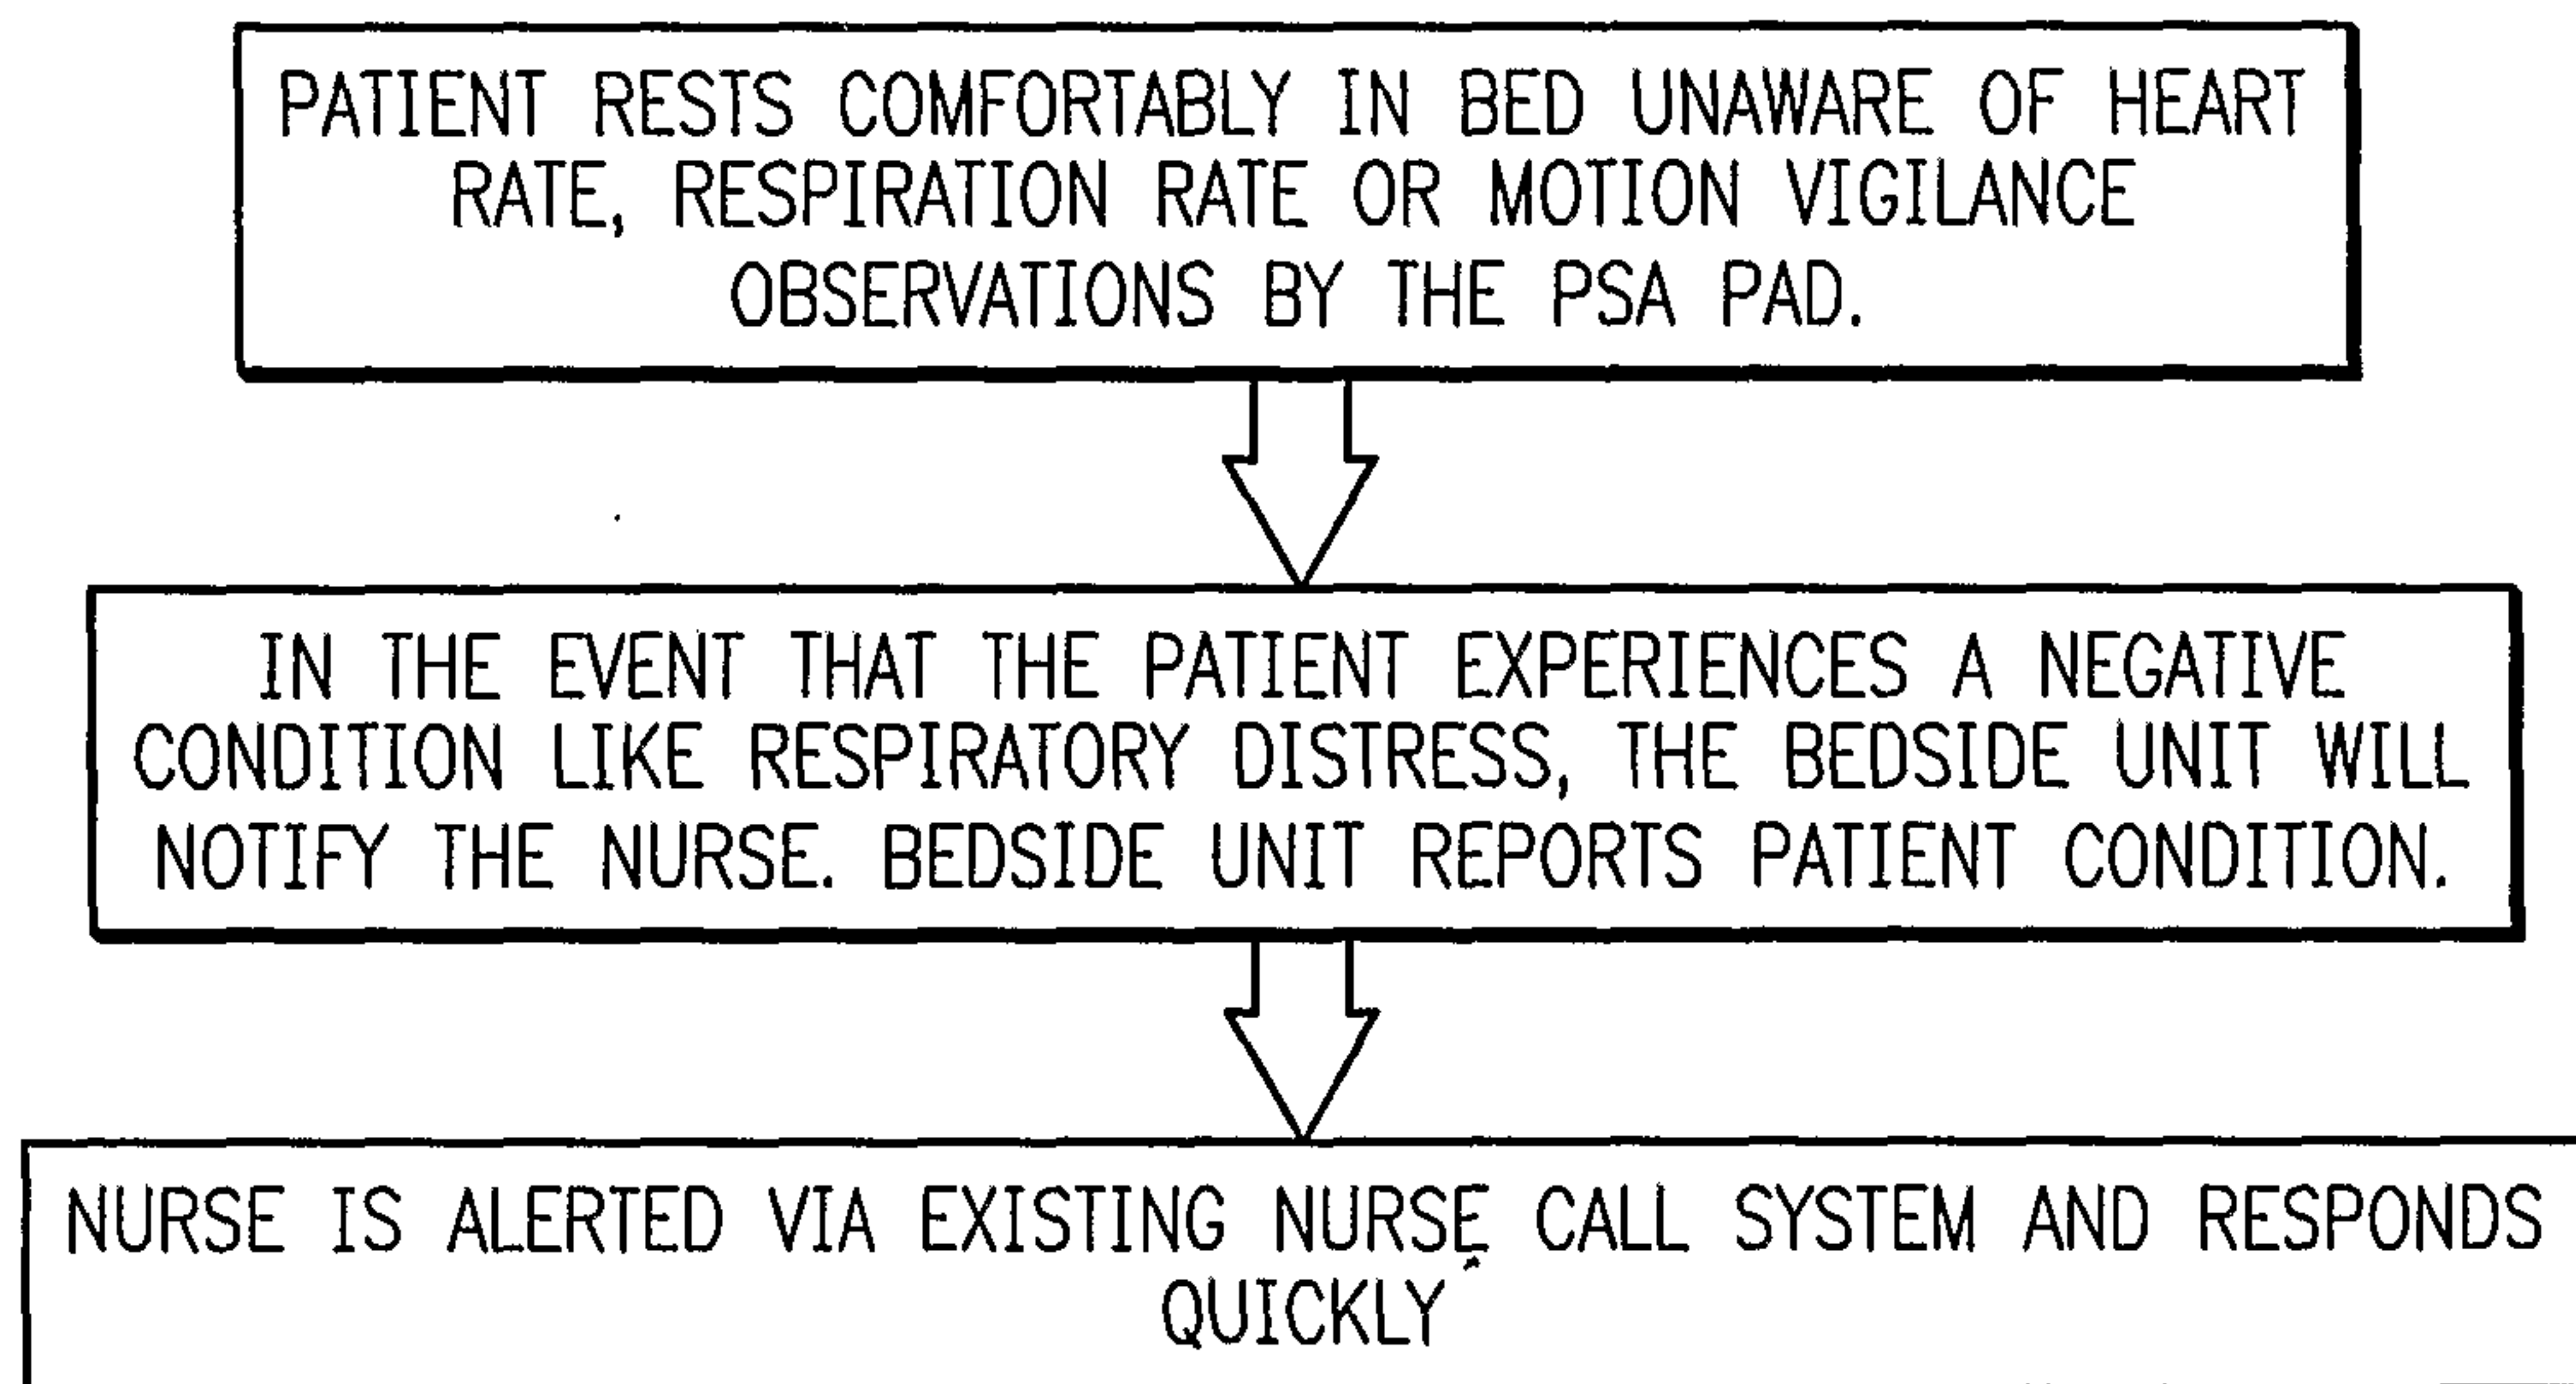 PATIENT RESTS COMFORTABLY IN BED UNAWARE OF HEART
RATE, RESPIRATION RATE OR MOTION VIGILANCE
OBSERVATIONS BY THE PSA PAD.
IN THE EVENT THAT THE PATIENT EXPERIENCES A NEGATIVE
CONDITION LIKE RESPIRATORY DISTRESS, THE BEDSIDE UNIT WILL
NOTIFY THE NURSE. BEDSIDE UNIT REPORTS PATIENT CONDITION.
NURSE IS ALERTED VIA EXISTING NURSE CALL SYSTEM AND RESPONDS
QUICKLY